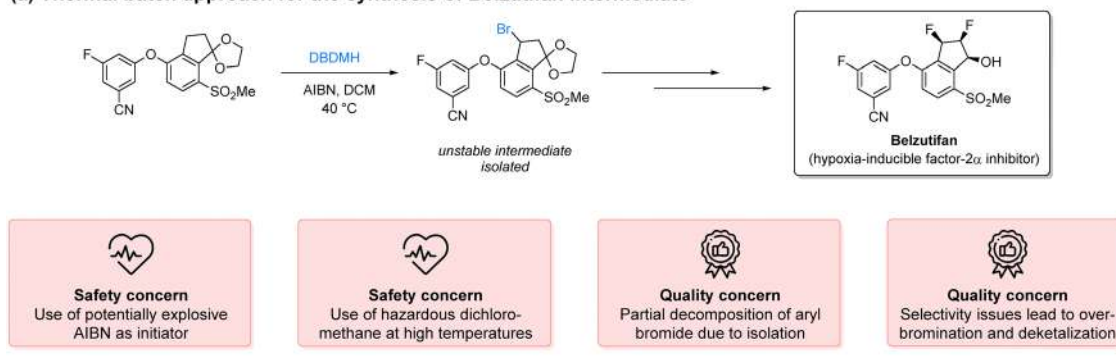 (a) Thermal batch approach for the synthesis of Belzutifan intermediate
F
O
O
O
SO2Me
CN
DBDMH
AIBN, DCM
40 °C
Br
F
O
O
O
SO2Me
CN
unstable intermediate
isolated
F
F
F
O
OH
SO2Me
CN
Belzutifan
(hypoxia-inducible factor-2α inhibitor)
Safety concern
Use of potentially explosive
AIBN as initiator
Safety concern
Use of hazardous dichloro-
methane at high temperatures
Quality concern
Partial decomposition of aryl
bromide due to isolation
Quality concern
Selectivity issues lead to over-
bromination and deketalization